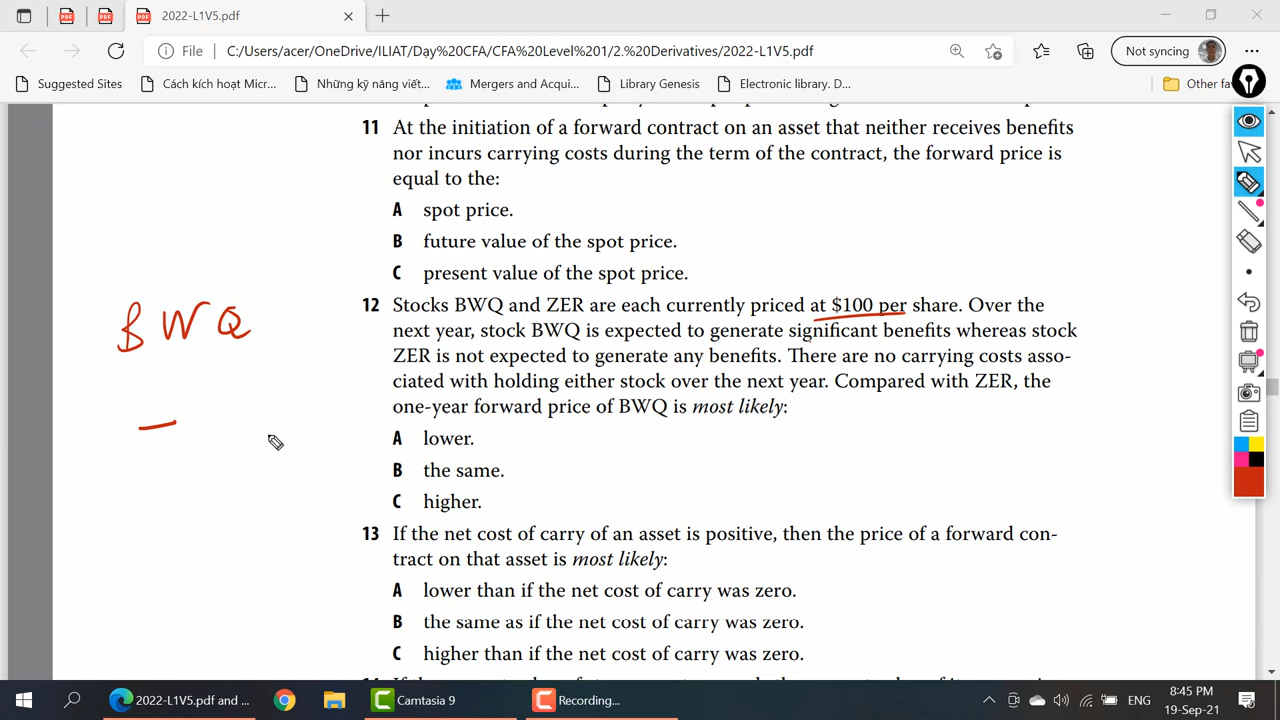 2022-L1V5.pdf
File C:/Users/acer/OneDrive/ILIAT/Dạy%20CFA/CFA%20Level%201/2.%20Derivatives/2022-L1V5.pdf Not syncing
Suggested Sites Cách kích hoạt Micr... Những kỹ năng viết... Mergers and Acqui... Library Genesis Electronic library. D... Other fa
11 At the initiation of a forward contract on an asset that neither receives benefits
nor incurs carrying costs during the term of the contract, the forward price is
equal to the:
A spot price.
B future value of the spot price.
C present value of the spot price.
12 Stocks BWQ and ZER are each currently priced at $100 per share. Over the
next year, stock BWQ is expected to generate significant benefits whereas stock
ZER is not expected to generate any benefits. There are no carrying costs asso-
ciated with holding either stock over the next year. Compared with ZER, the
one-year forward price of BWQ is most likely:
A lower.
B the same.
C higher.
BWQ
13 If the net cost of carry of an asset is positive, then the price of a forward con-
tract on that asset is most likely:
A lower than if the net cost of carry was zero.
B the same as if the net cost of carry was zero.
C higher than if the net cost of carry was zero.
2022-L1V5.pdf and ... Camtasia 9 Recording... ENG 8:45 PM
19-Sep-21